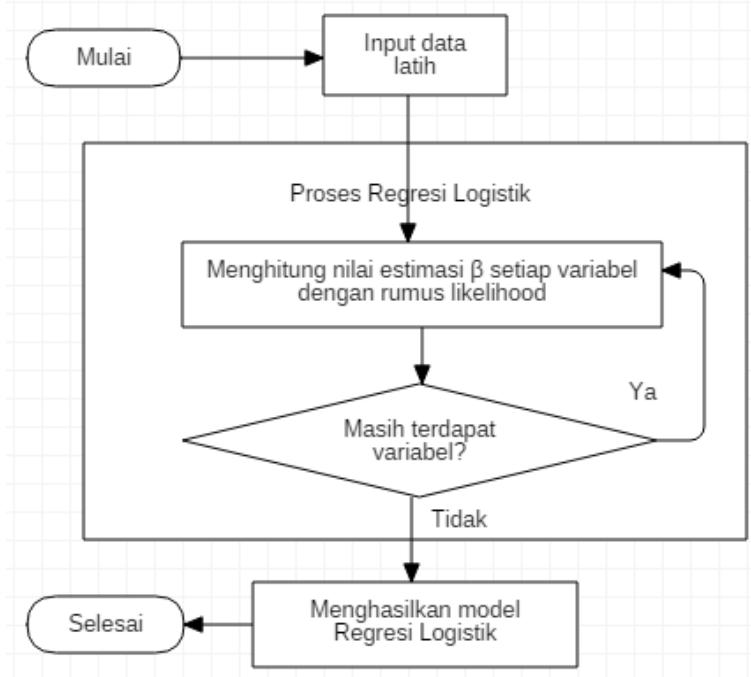 Mulai
Input data
latih
Proses Regresi Logistik
Menghitung nilai estimasi β setiap variabel
dengan rumus likelihood
Ya
Masih terdapat
variabel?
Tidak
Menghasilkan model
Regresi Logistik
Selesai